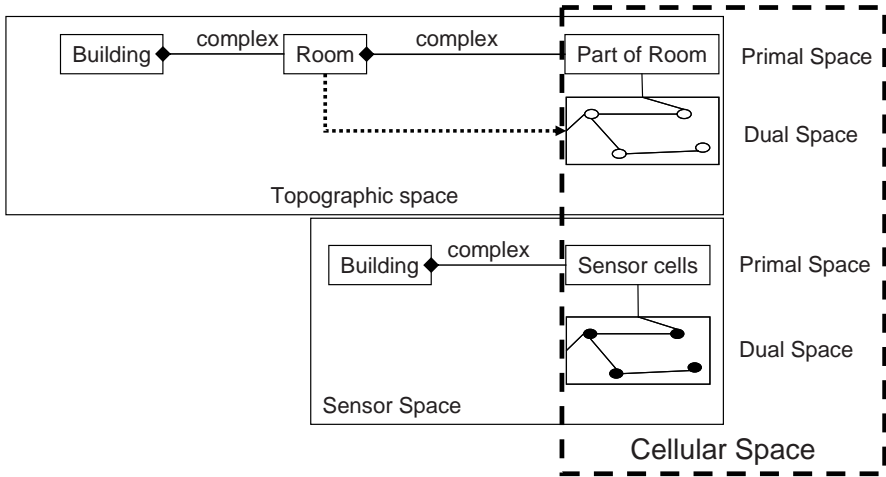 complex
complex
Building
Room
Part of Room
Primal Space
Dual Space
Topographic space
complex
Building
Sensor cells
Primal Space
Dual Space
Sensor Space
Cellular Space